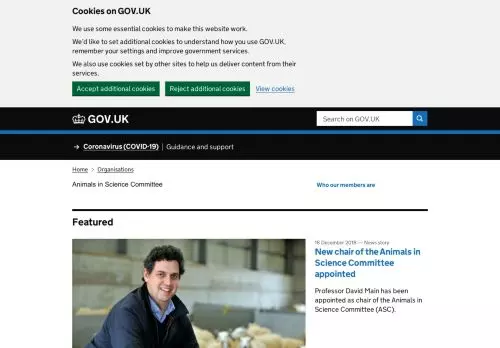 Cookies on GOV.UK
We use some essential cookies to make this website work.
We'd like to set additional cookies to understand how you use GOV.UK,
remember your settings and improve government services.
We also use cookies set by other sites to help us deliver content from their
services.
Accept additional cookies Reject additional cookies View cookies
GOV.UK Search on GOV.UK
→ Coronavirus (COVID-19) Guidance and support
Home > Organisations
Animals in Science Committee Who our members are
Featured
16 December 2019 — News story
New chair of the Animals in
Science Committee
appointed
Professor David Main has been
appointed as chair of the Animals in
Science Committee (ASC).